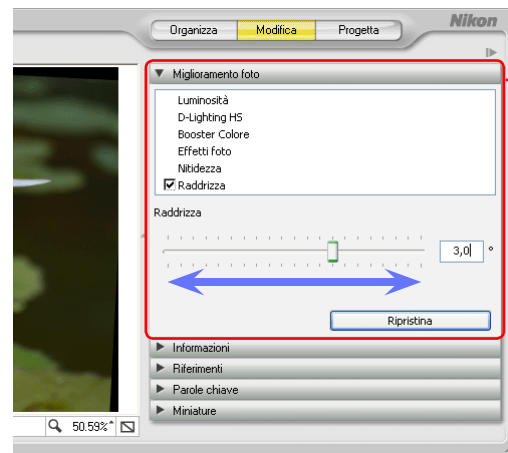 Organizza Modifica Progetta Nikon
Miglioramento foto
Luminosità
D-Lighting HS
Booster Colore
Effetti foto
Nitidezza
Raddrizza
Raddrizza
3,0 °
Ripristina
Informazioni
Riferimenti
Parole chiave
Miniature
50.59%